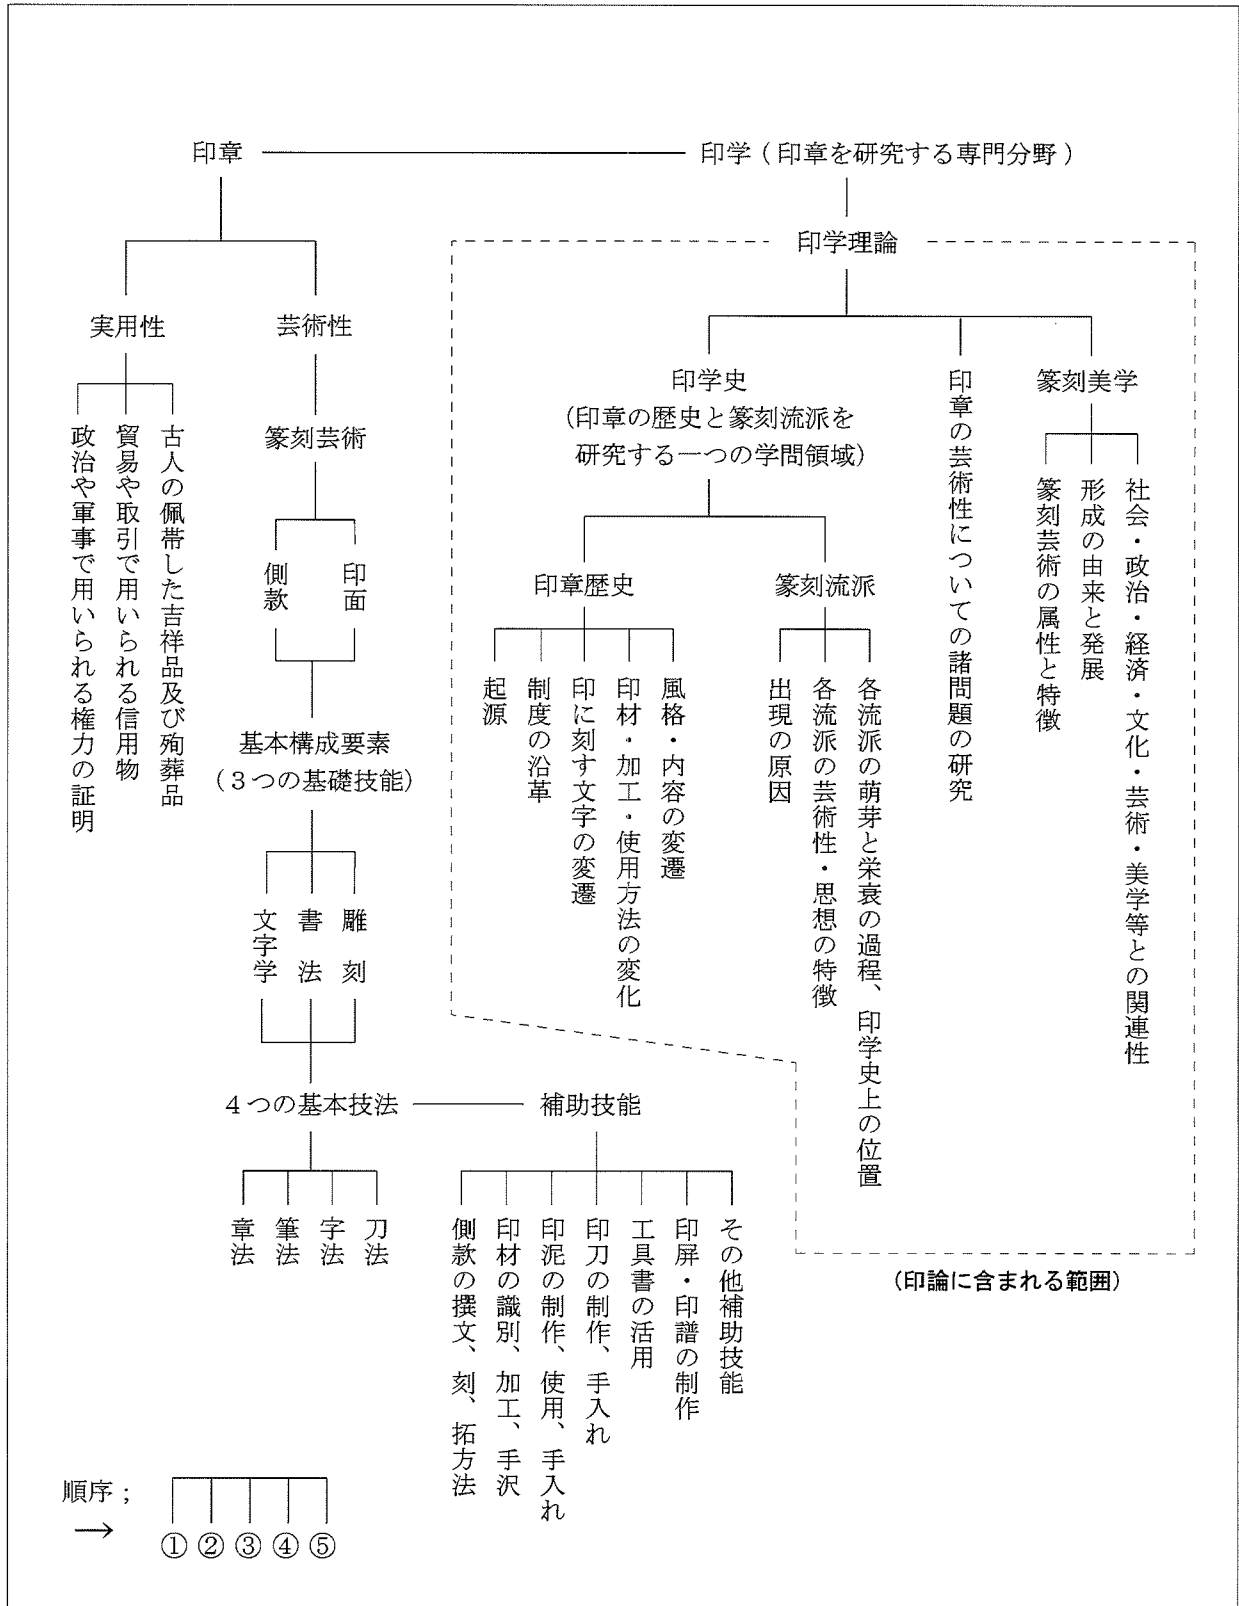 印章
印学(印章を研究する専門分野)
印学理論
実用性
芸術性
政治や軍事で用いられる権力の証明
貿易や取引で用いられる信用物
古人の佩帯した吉祥品及び殉葬品
篆刻芸術
側款
印面
基本構成要素
(3つの基礎技能)
文字学
書法
雕刻
4つの基本技法
補助技能
章法
筆法
字法
刀法
側款の撰文、刻、拓方法
印材の識別、加工、手沢
印泥の制作、使用、手入れ
印刀の制作、手入れ
工具書の活用
印屏・印譜の制作
その他補助技能
印学史
(印章の歴史と篆刻流派を
研究する一つの学問領域)
印章歴史
篆刻流派
起源
制度の沿革
印に刻す文字の変遷
印材・加工・使用方法の変化
風格・内容の変遷
出現の原因
各流派の芸術性・思想の特徴
各流派の萌芽と栄衰の過程、印学史上の位置
印章の芸術性についての諸問題の研究
篆刻美学
篆刻芸術の属性と特徴
形成の由来と発展
社会・政治・経済・文化・芸術・美学等との関連性
(印論に含まれる範囲)
順序;
→
①②③④⑤